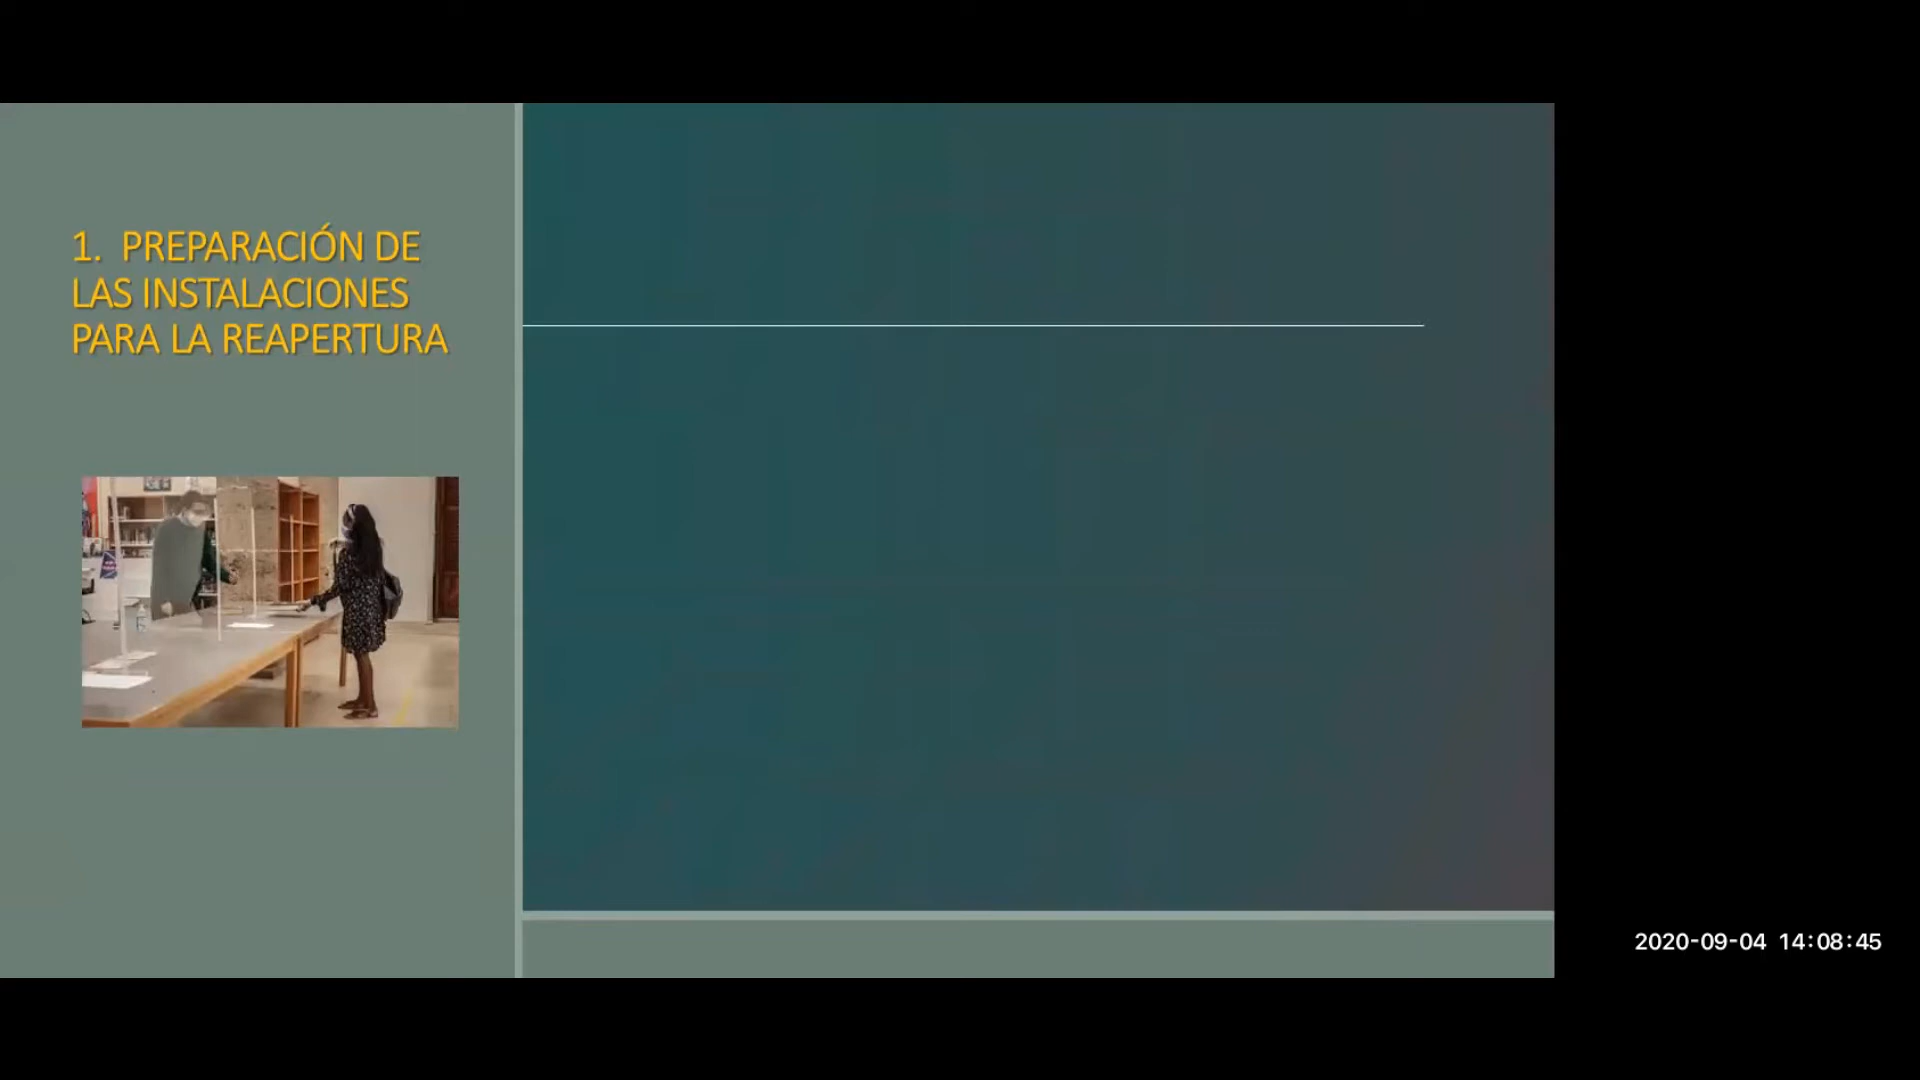 1. PREPARACIÓN DE
LAS INSTALACIONES
PARA LA REAPERTURA
2020-09-04 14:08:45